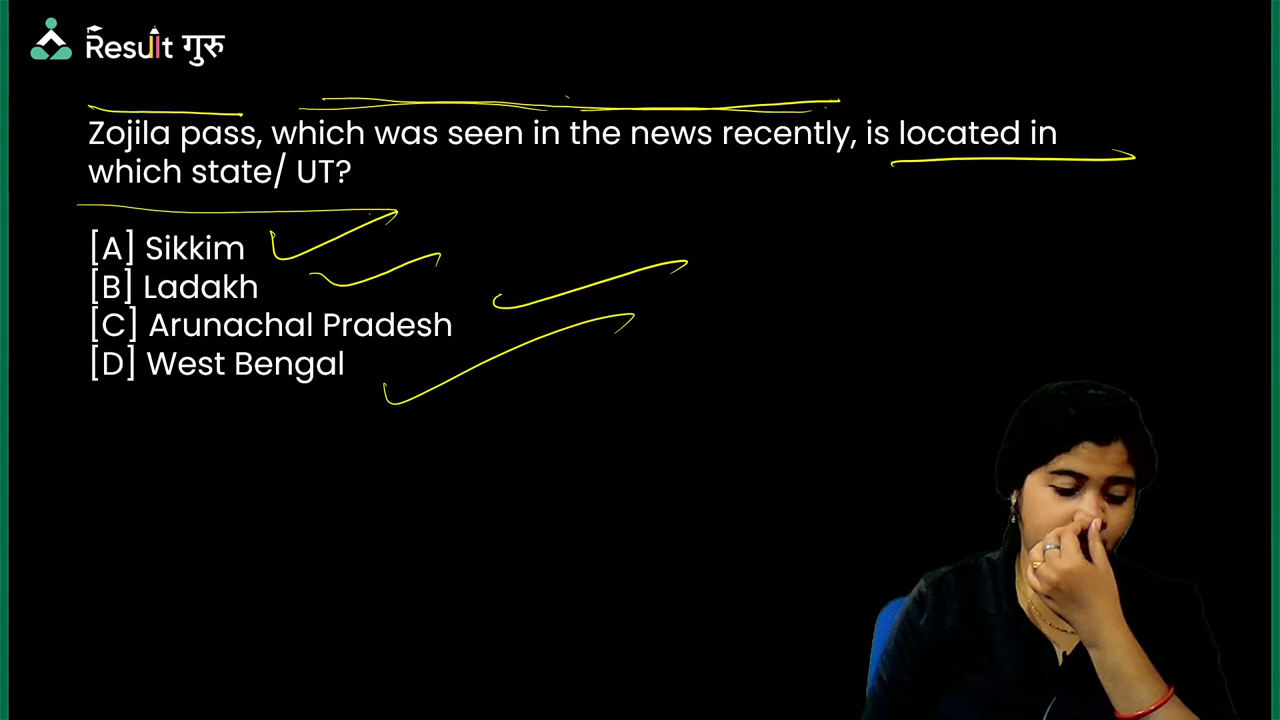 Result गुरु
Zojila pass, which was seen in the news recently, is located in
which state/ UT?
[A] Sikkim
[B] Ladakh
[C] Arunachal Pradesh
[D] West Bengal